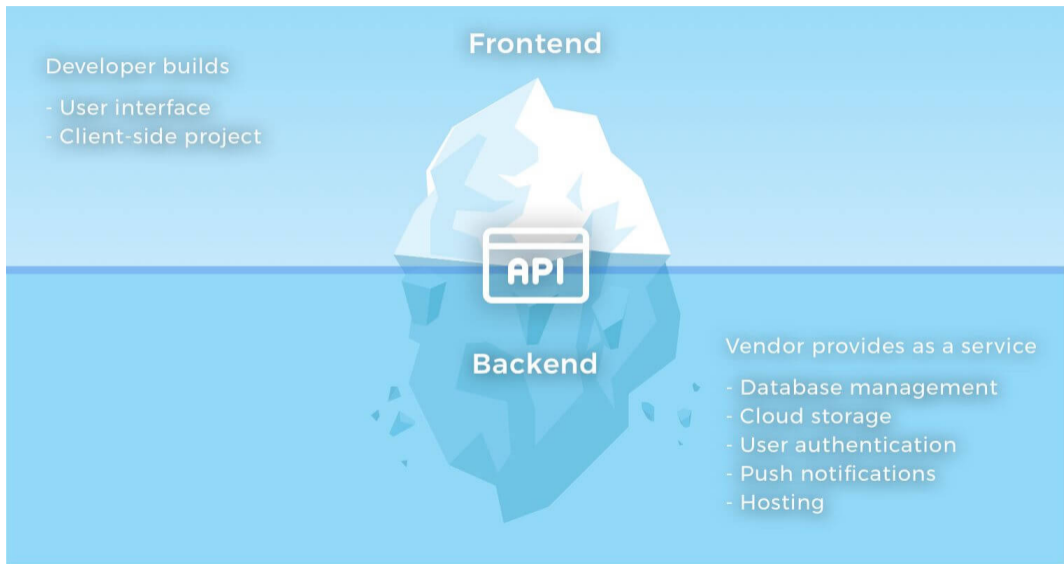 Frontend
Developer builds
- User interface
- Client-side project
API
Backend
Vendor provides as a service
- Database management
- Cloud storage
- User authentication
- Push notifications
- Hosting